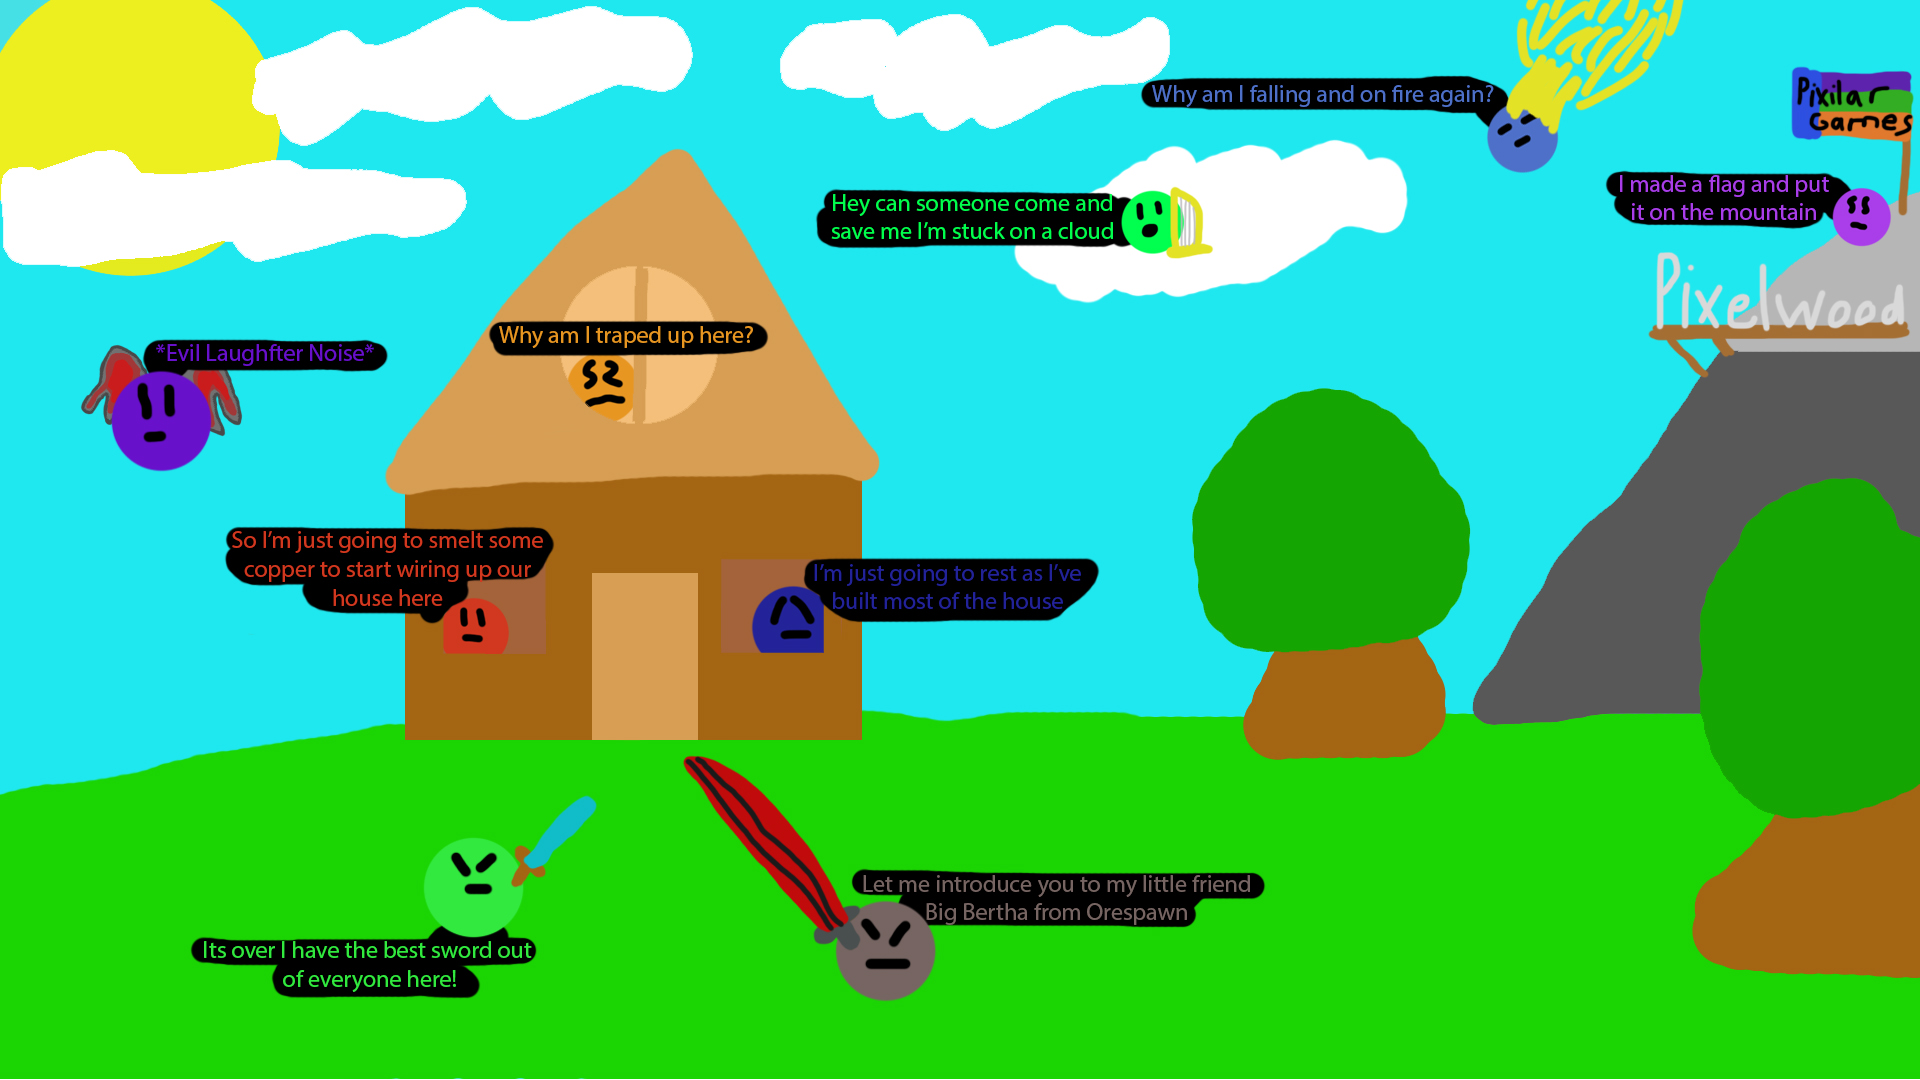 Why am I falling and on fire again?
Pixilar
Games
I made a flag and put
it on the mountain
Hey can someone come and
save me I'm stuck on a cloud
Pixelwood
Why am I traped up here?
*Evil Laughfter Noise*
So I'm just going to smelt some
copper to start wiring up our
house here
I'm just going to rest as I've
built most of the house
Let me introduce you to my little friend
Big Bertha from Orespawn
Its over I have the best sword out
of everyone here!